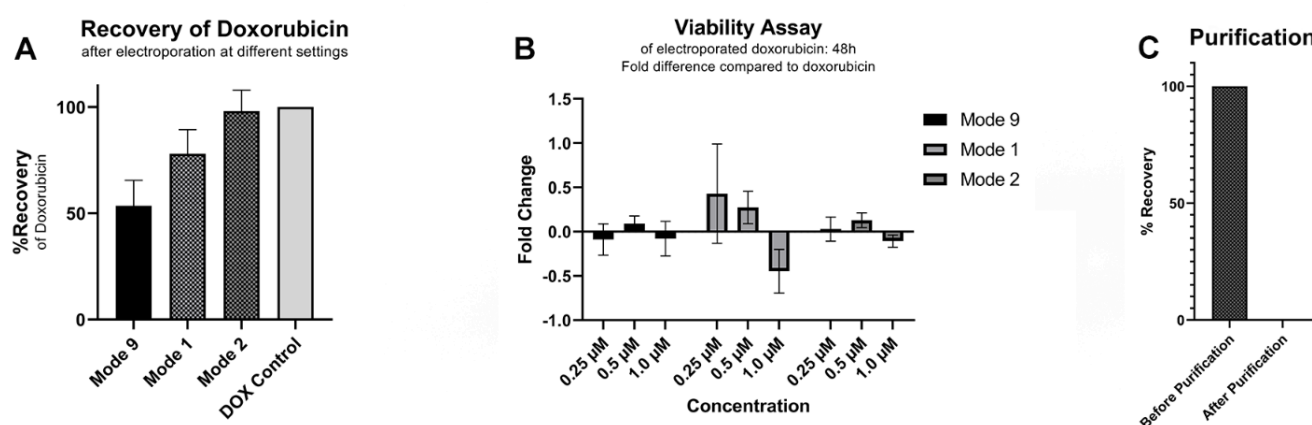 A
Recovery of Doxorubicin
after electroporation at different settings
%Recovery
of Doxorubicin
100
50
0
Mode 9
Mode 1
Mode 2
DOX Control
B
Viability Assay
of electroporated doxorubicin: 48h
Fold difference compared to doxorubicin
Fold Change
1.5
1.0
0.5
0.0
-0.5
-1.0
0.25 µM
0.5 µM
1.0 µM
0.25 µM
0.5 µM
1.0 µM
0.25 µM
0.5 µM
1.0 µM
Concentration
Mode 9
Mode 1
Mode 2
C
Purification
% Recovery
100
50
0
Before Purification
After Purification